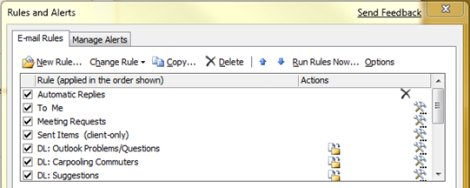 Rules and Alerts Send Feedback
E-mail Rules Manage Alerts
New Rule... Change Rule Copy... Delete Run Rules Now... Options
Rule (applied in the order shown) Actions
Automatic Replies
To Me
Meeting Requests
Sent Items (client-only)
DL: Outlook Problems/Questions
DL: Carpooling Commuters
DL: Suggestions